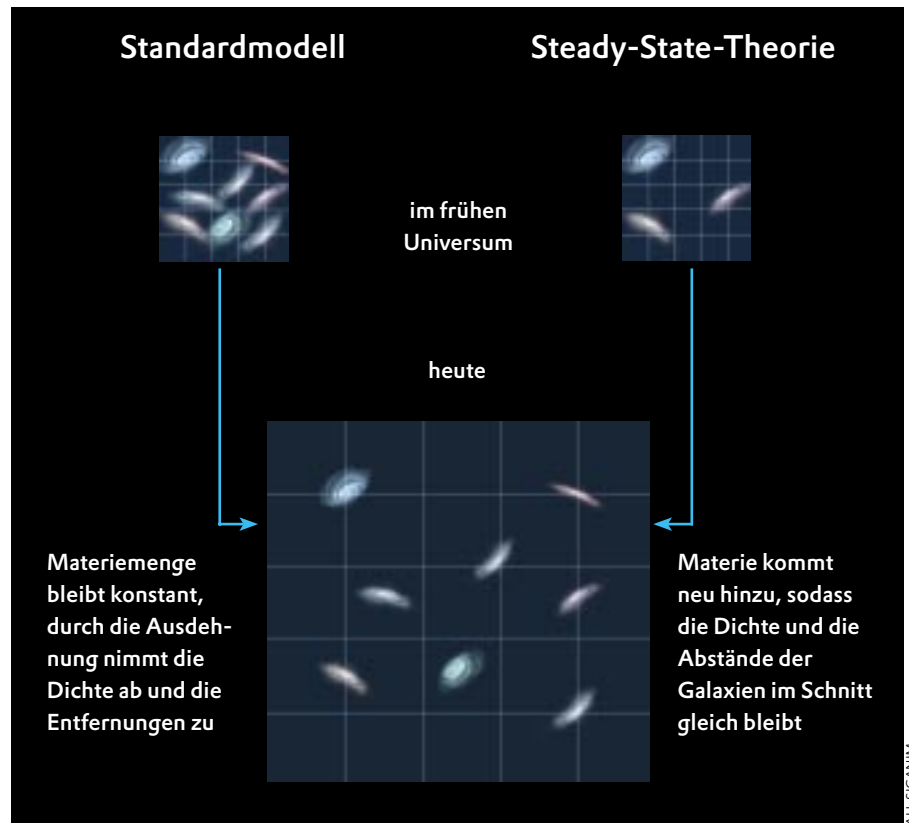 Standardmodell
Steady-State-Theorie
im frühen
Universum
heute
Materiemenge
bleibt konstant,
durch die Ausdeh-
nung nimmt die
Dichte ab und die
Entfernungen zu
Materie kommt
neu hinzu, sodass
die Dichte und die
Abstände der
Galaxien im Schnitt
gleich bleibt